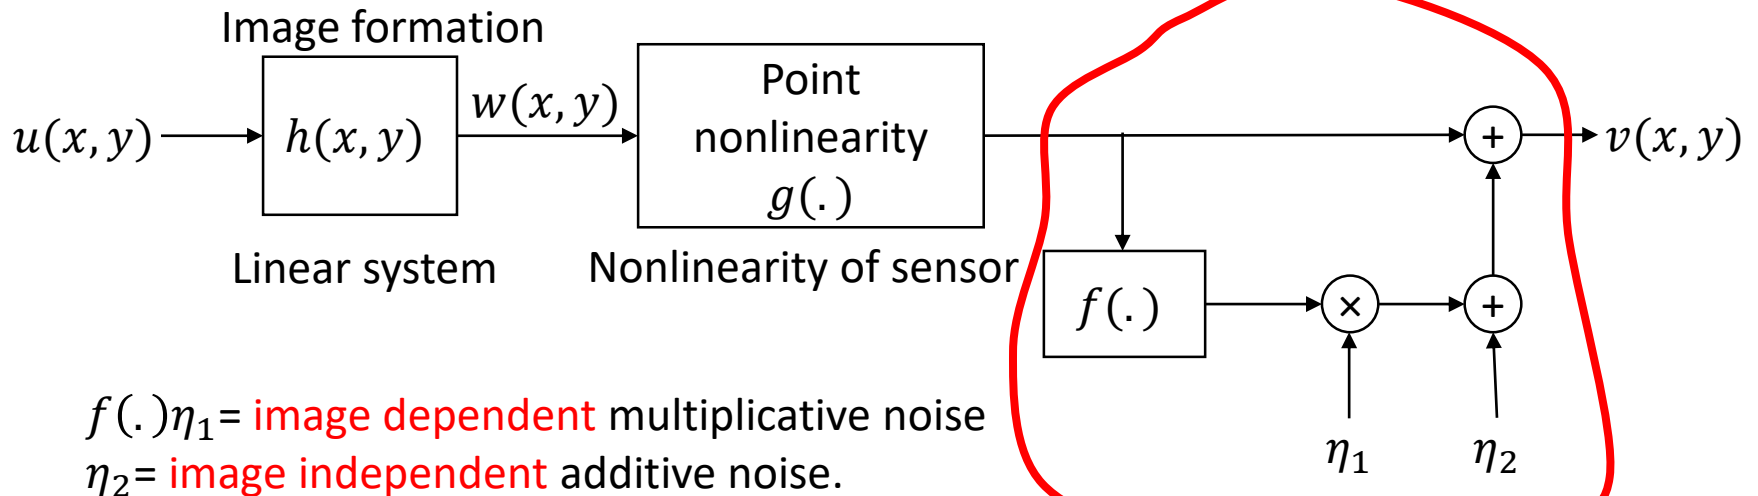 Image formation
u(x, y)
h(x, y)
w(x, y)
Point
nonlinearity
g(.)
+
v(x, y)
Linear system
Nonlinearity of sensor
f(.)
×
+
f(.)η₁= image dependent multiplicative noise
η₂= image independent additive noise.
η₁
η₂